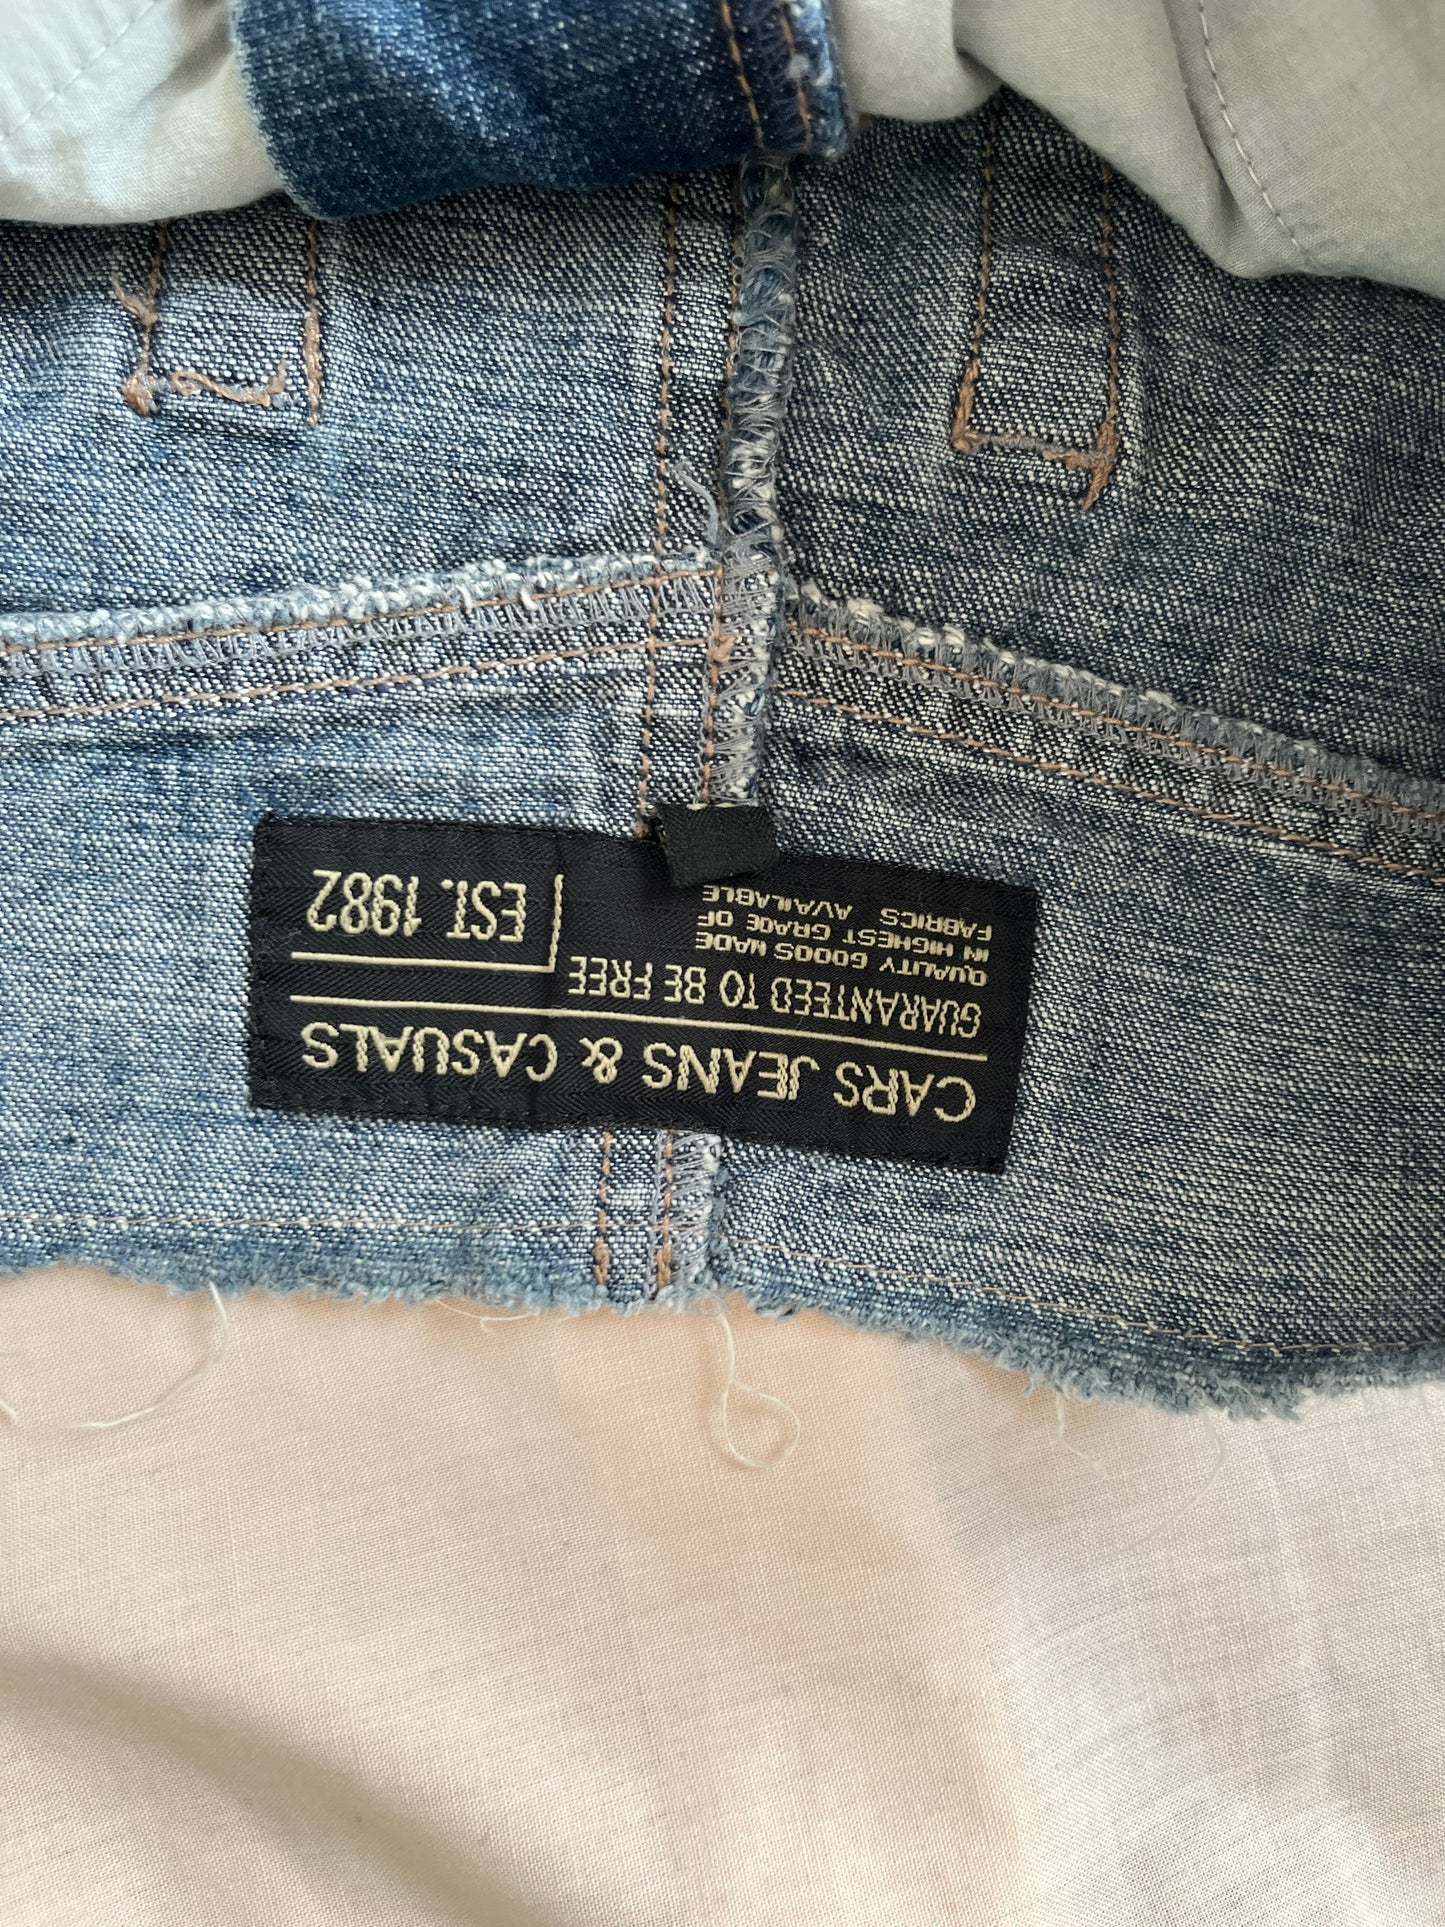 CARS JEANS & CASUALS
GUARANTEED TO BE FREE
QUALITY GOODS MADE
IN HIGHEST GRADE OF
FABRICS AVAILABLE
EST. 1982